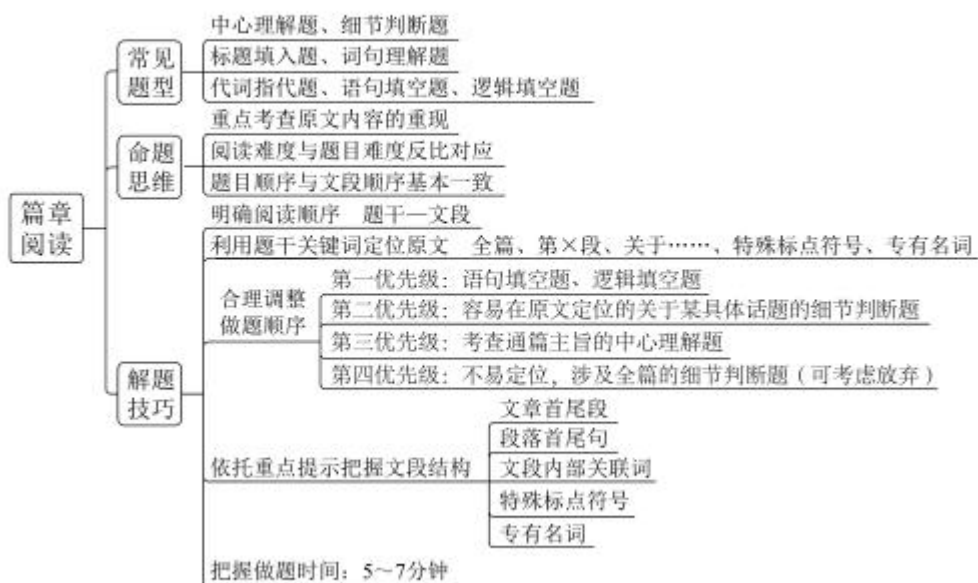 篇章
阅读
常见
题型
中心理解题、细节判断题
标题填入题、词句理解题
代词指代题、语句填空题、逻辑填空题
命题
思维
重点考查原文内容的重现
阅读难度与题目难度反比对应
题目顺序与文段顺序基本一致
解题
技巧
明确阅读顺序 题干—文段
利用题干关键词定位原文 全篇、第×段、关于……、特殊标点符号、专有名词
合理调整
做题顺序
第一优先级：语句填空题、逻辑填空题
第二优先级：容易在原文定位的关于某具体话题的细节判断题
第三优先级：考查通篇主旨的中心理解题
第四优先级：不易定位，涉及全篇的细节判断题（可考虑放弃）
依托重点提示把握文段结构
文章首尾段
段落首尾句
文段内部关联词
特殊标点符号
专有名词
把握做题时间：5～7分钟